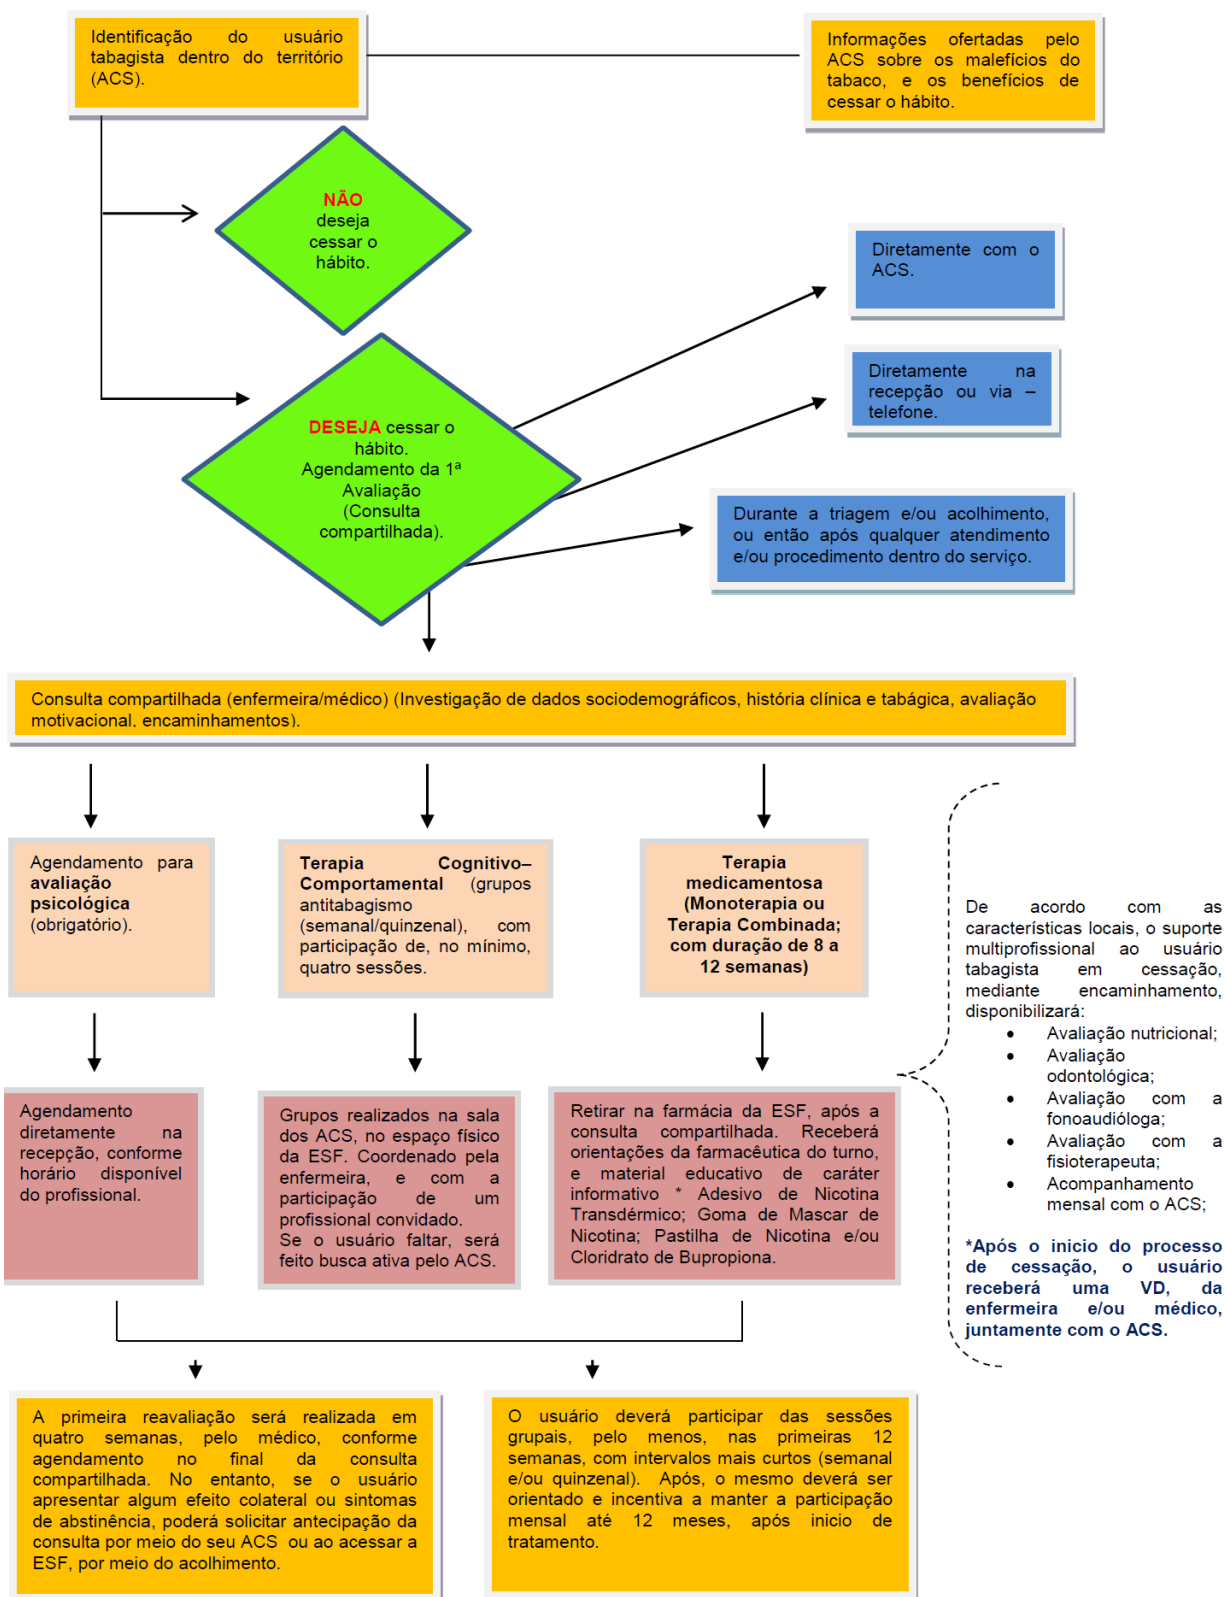 Identificação do usuário
tabagista dentro do território
(ACS).
Informações ofertadas pelo
ACS sobre os malefícios do
tabaco, e os benefícios de
cessar o hábito.
NÃO
deseja
cessar o
hábito.
Diretamente com o
ACS.
Diretamente na
recepção ou via –
telefone.
DESEJA cessar o
hábito.
Agendamento da 1ª
Avaliação
(Consulta
compartilhada).
Durante a triagem e/ou acolhimento,
ou então após qualquer atendimento
e/ou procedimento dentro do serviço.
Consulta compartilhada (enfermeira/médico) (Investigação de dados sociodemográficos, história clínica e tabágica, avaliação
motivacional, encaminhamentos).
Agendamento para
avaliação
psicológica
(obrigatório).
Terapia Cognitivo–
Comportamental (grupos
antitabagismo
(semanal/quinzenal), com
participação de, no mínimo,
quatro sessões.
Terapia
medicamentosa
(Monoterapia ou
Terapia Combinada;
com duração de 8 a
12 semanas)
Agendamento
diretamente na
recepção, conforme
horário disponível
do profissional.
Grupos realizados na sala
dos ACS, no espaço físico
da ESF. Coordenado pela
enfermeira, e com a
participação de um
profissional convidado.
Se o usuário faltar, será
feito busca ativa pelo ACS.
Retirar na farmácia da ESF, após a
consulta compartilhada. Receberá
orientações da farmacêutica do turno,
e material educativo de caráter
informativo * Adesivo de Nicotina
Transdérmico; Goma de Mascar de
Nicotina; Pastilha de Nicotina e/ou
Cloridrato de Bupropiona.
De acordo com as
características locais, o suporte
multiprofissional ao usuário
tabagista em cessação,
mediante encaminhamento,
disponibilizará:
• Avaliação nutricional;
• Avaliação
odontológica;
• Avaliação com a
fonoaudióloga;
• Avaliação com a
fisioterapeuta;
• Acompanhamento
mensal com o ACS;
*Após o inicio do processo
de cessação, o usuário
receberá uma VD, da
enfermeira e/ou médico,
juntamente com o ACS.
A primeira reavaliação será realizada em
quatro semanas, pelo médico, conforme
agendamento no final da consulta
compartilhada. No entanto, se o usuário
apresentar algum efeito colateral ou sintomas
de abstinência, poderá solicitar antecipação da
consulta por meio do seu ACS ou ao acessar a
ESF, por meio do acolhimento.
O usuário deverá participar das sessões
grupais, pelo menos, nas primeiras 12
semanas, com intervalos mais curtos (semanal
e/ou quinzenal). Após, o mesmo deverá ser
orientado e incentiva a manter a participação
mensal até 12 meses, após inicio de
tratamento.